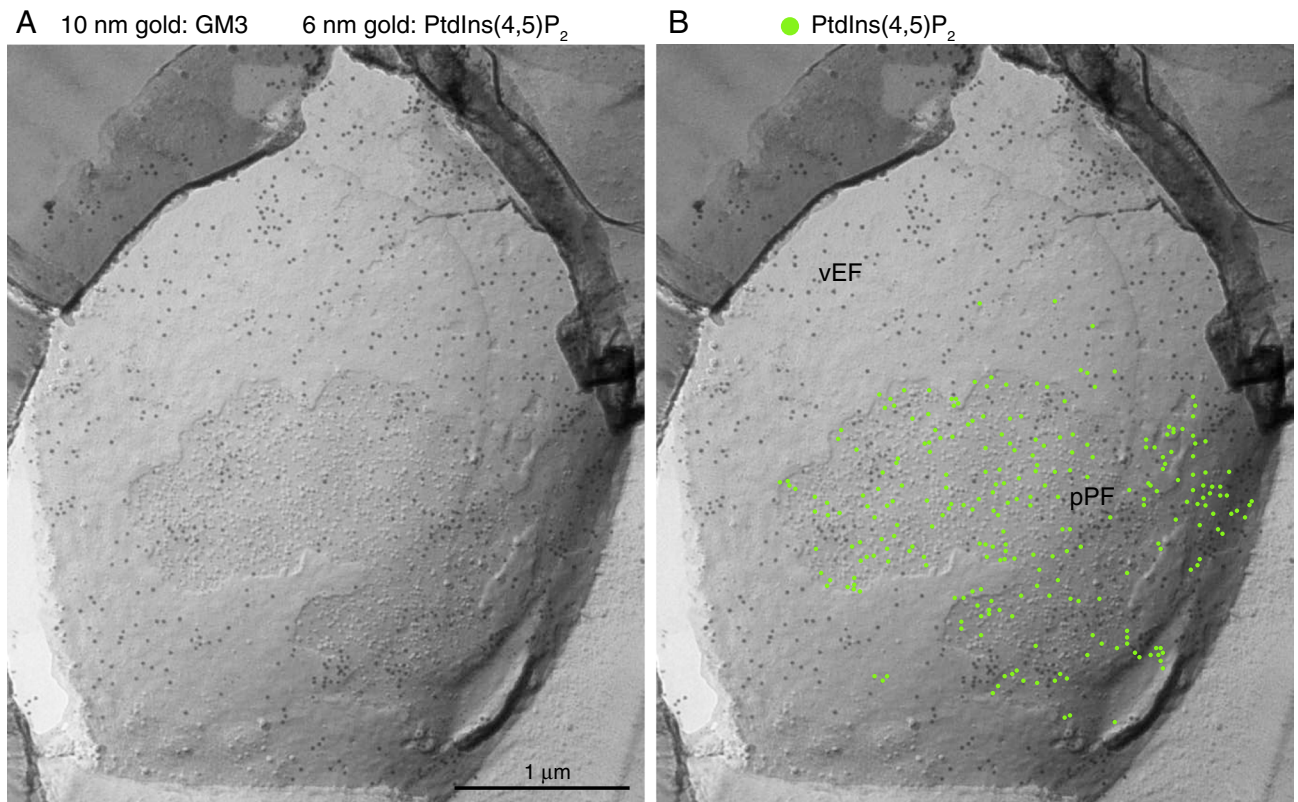 A 10 nm gold: GM3 6 nm gold: PtdIns(4,5)P2
B PtdIns(4,5)P2
vEF
pPF
1 μm